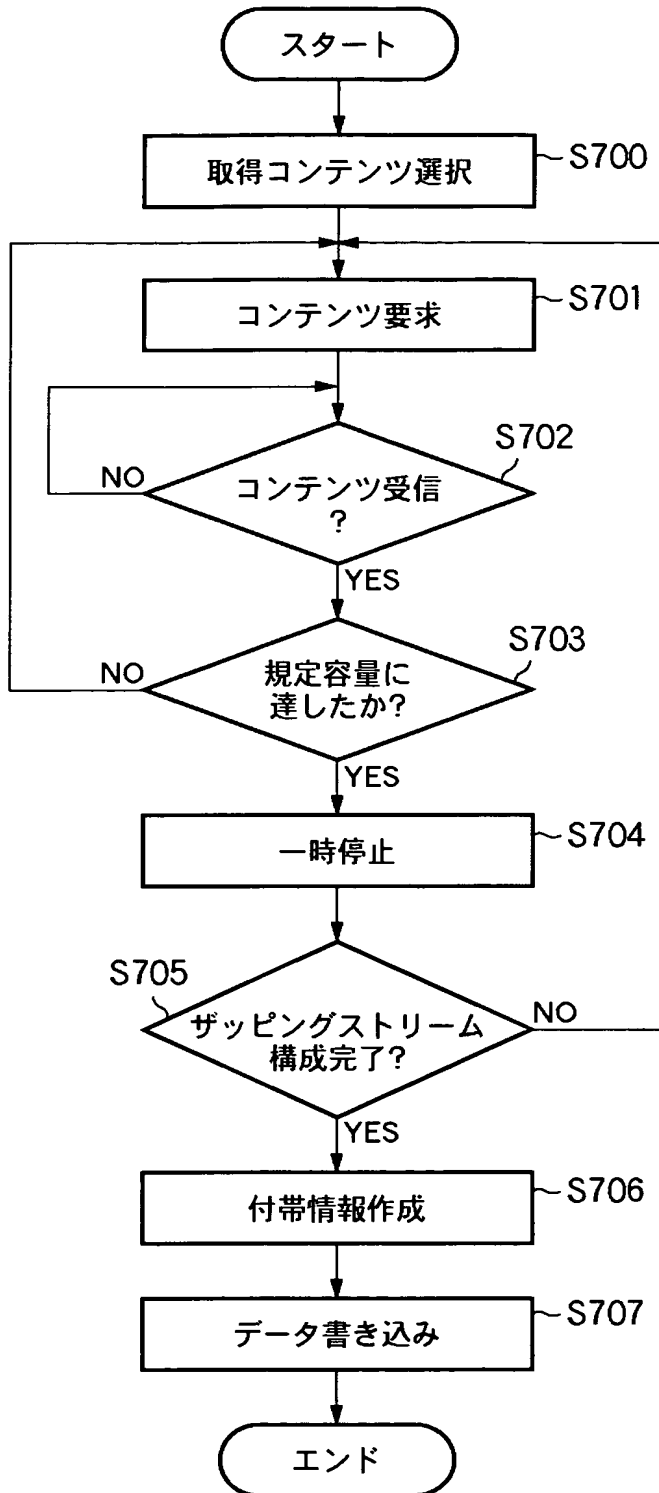 スタート
取得コンテンツ選択
S700
コンテンツ要求
S701
S702
コンテンツ受信
?
NO
YES
S703
規定容量に
達したか?
NO
YES
一時停止
S704
S705
ザッピングストリーム
構成完了?
NO
YES
付帯情報作成
S706
データ書き込み
S707
エンド